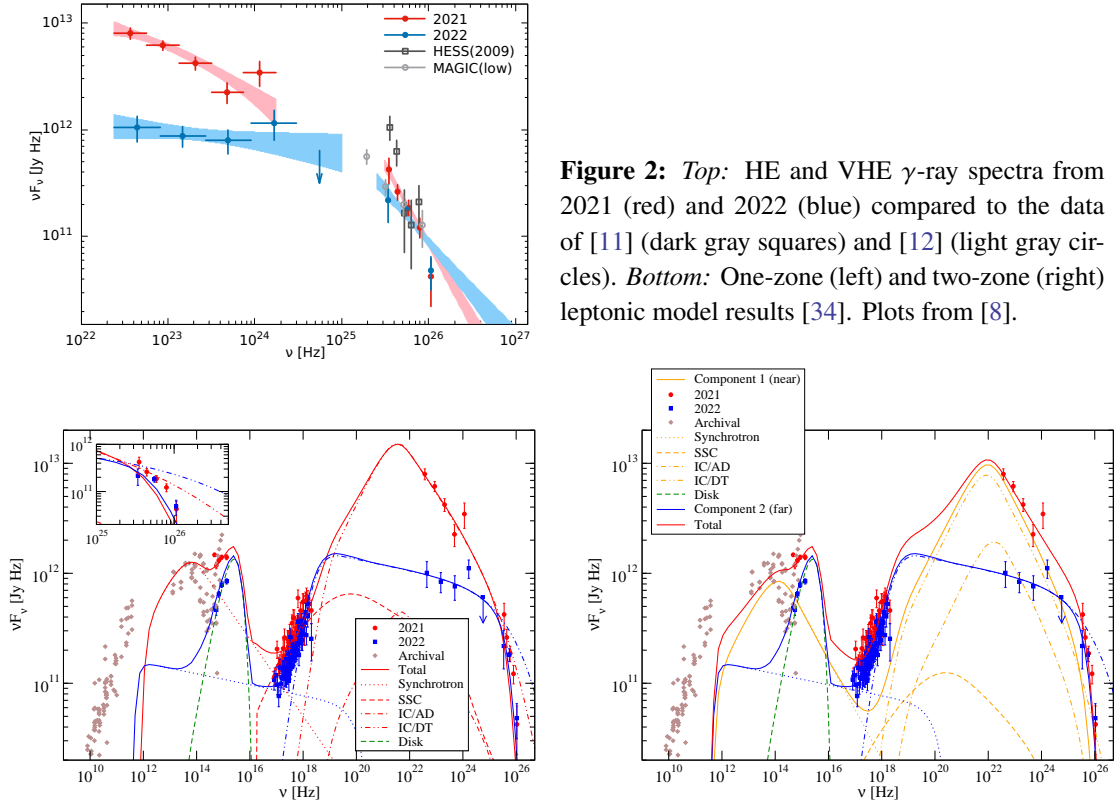 10^13
10^12
10^11
νF_ν [Jy Hz]
2021
2022
HESS(2009)
MAGIC(low)
10^22 10^23 10^24 10^25 10^26 10^27
ν [Hz]
Figure 2: Top: HE and VHE γ-ray spectra from
2021 (red) and 2022 (blue) compared to the data
of [11] (dark gray squares) and [12] (light gray cir-
cles). Bottom: One-zone (left) and two-zone (right)
leptonic model results [34]. Plots from [8].
10^12
10^11
10^25 10^26
10^13
10^12
10^11
νF_ν [Jy Hz]
2021
2022
Archival
Total
Synchrotron
SSC
IC/AD
IC/DT
Disk
10^10 10^12 10^14 10^16 10^18 10^20 10^22 10^24 10^26
ν [Hz]
Component 1 (near)
2021
2022
Archival
Synchrotron
SSC
IC/AD
IC/DT
Disk
Component 2 (far)
Total
10^13
10^12
10^11
νF_ν [Jy Hz]
10^10 10^12 10^14 10^16 10^18 10^20 10^22 10^24 10^26
ν [Hz]